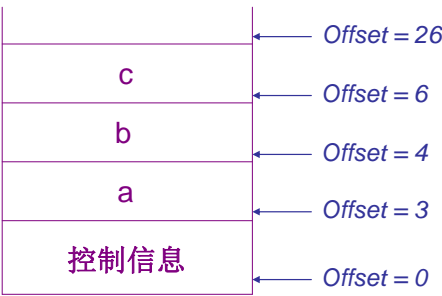 Offset = 26
c
Offset = 6
b
Offset = 4
a
Offset = 3
控制信息
Offset = 0